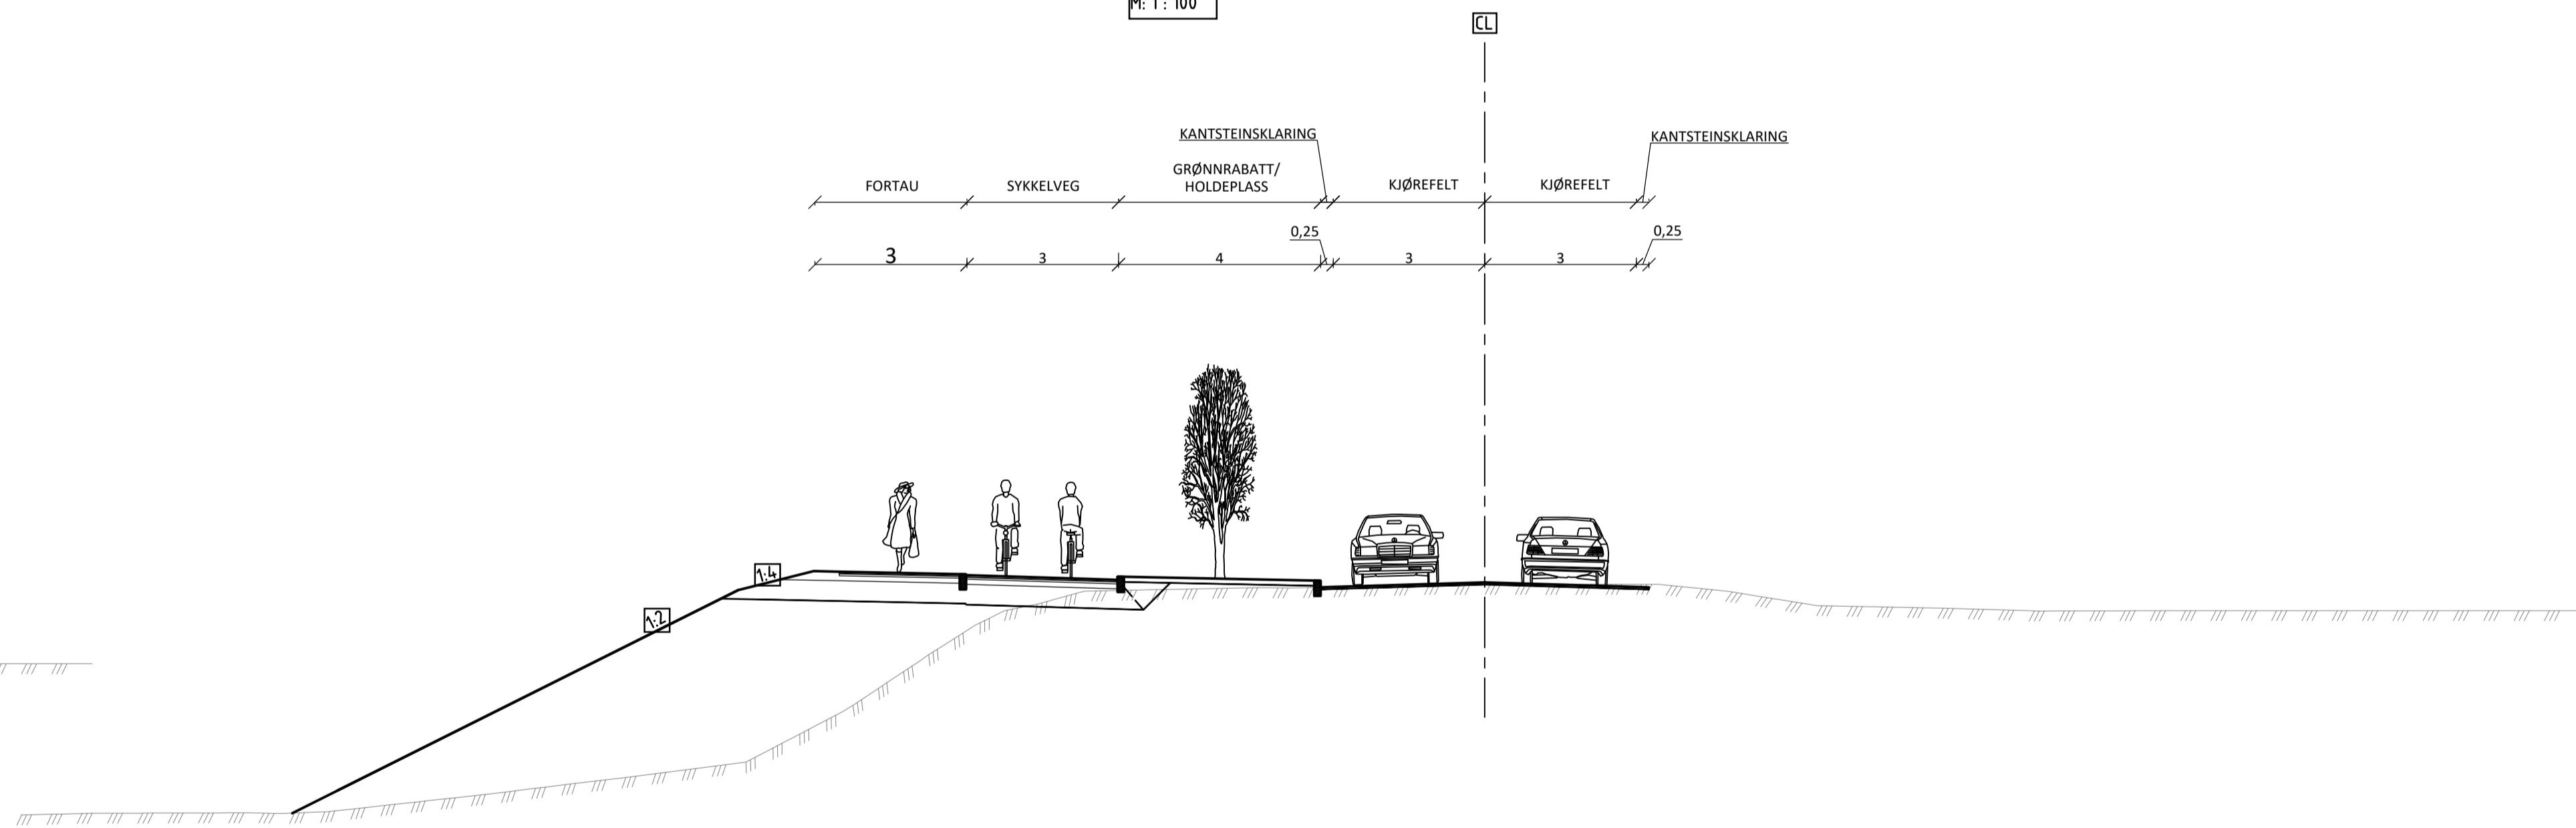 M: 1 : 100
CL
KANTSTEINSKLARING
KANTSTEINSKLARING
FORTAU
SYKKELVEG
GRØNNRABATT/
HOLDEPLASS
KJØREFELT
KJØREFELT
0,25
0,25
3
3
4
3
3
1:4
1:2